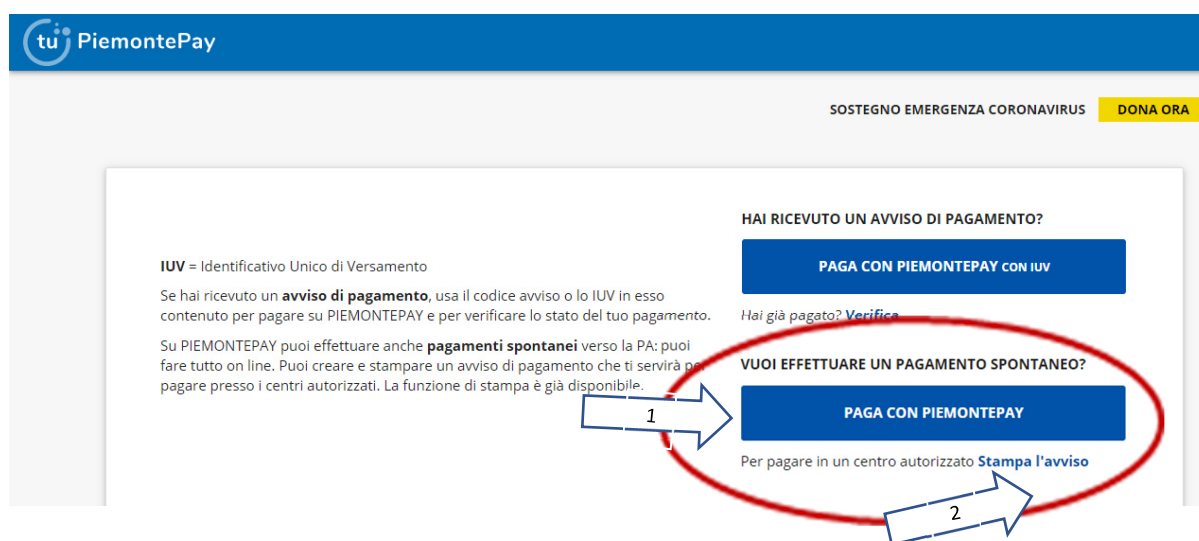 tu PiemontePay
SOSTEGNO EMERGENZA CORONAVIRUS DONA ORA
IUV = Identificativo Unico di Versamento
Se hai ricevuto un avviso di pagamento, usa il codice avviso o lo IUV in esso
contenuto per pagare su PIEMONTEPAY e per verificare lo stato del tuo pagamento.
Su PIEMONTEPAY puoi effettuare anche pagamenti spontanei verso la PA: puoi
fare tutto on line. Puoi creare e stampare un avviso di pagamento che ti servirà
pagare presso i centri autorizzati. La funzione di stampa è già disponibile.
HAI RICEVUTO UN AVVISO DI PAGAMENTO?
PAGA CON PIEMONTEPAY CON IUV
Hai già pagato? Verifica
VUOI EFFETTUARE UN PAGAMENTO SPONTANEO?
1
PAGA CON PIEMONTEPAY
Per pagare in un centro autorizzato Stampa l'avviso
2